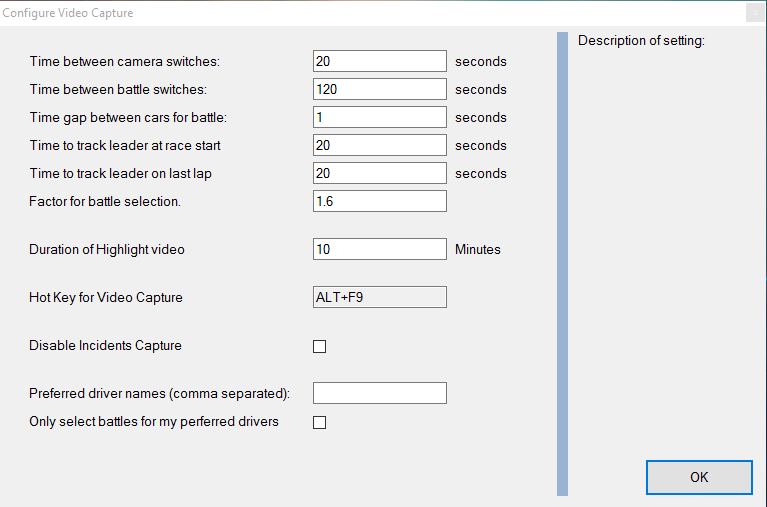 Configure Video Capture
Description of setting:
Time between camera switches: 20 seconds
Time between battle switches: 120 seconds
Time gap between cars for battle: 1 seconds
Time to track leader at race start 20 seconds
Time to track leader on last lap 20 seconds
Factor for battle selection. 1.6
Duration of Highlight video 10 Minutes
Hot Key for Video Capture ALT+F9
Disable Incidents Capture
Preferred driver names (comma separated):
Only select battles for my perferred drivers
OK